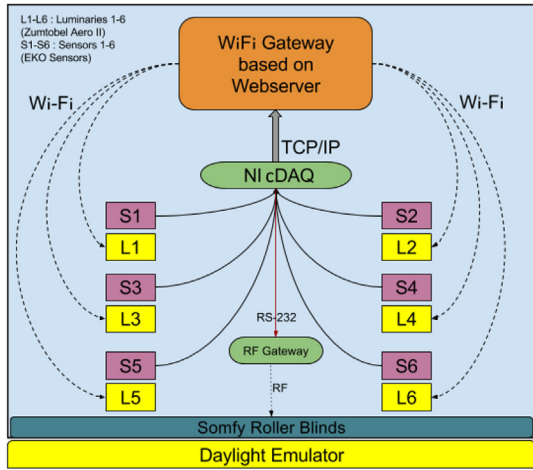 L1-L6 : Luminaries 1-6
(Zumtobel Aero II)
S1-S6 : Sensors 1-6
(EKO Sensors)
WiFi Gateway
based on
Webserver
Wi-Fi
Wi-Fi
TCP/IP
NI cDAQ
S1
S2
L1
L2
S3
S4
L3
L4
RS-232
RF Gateway
S5
S6
RF
L5
L6
Somfy Roller Blinds
Daylight Emulator